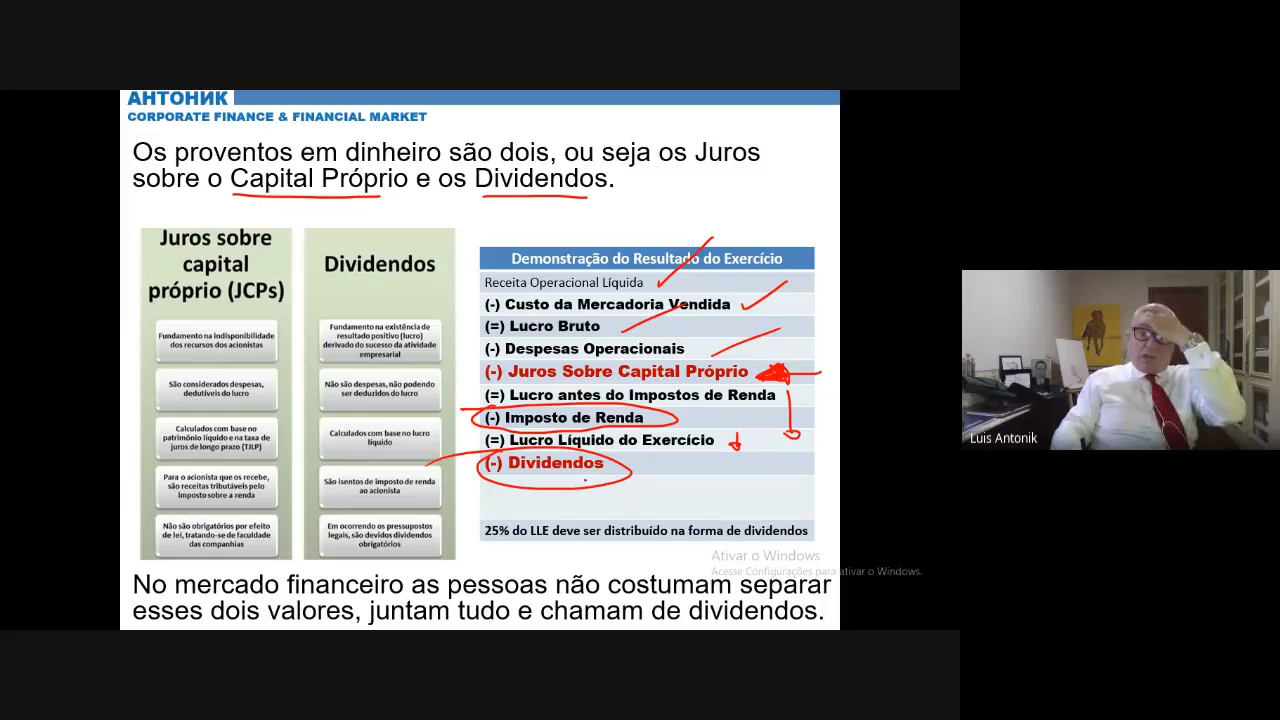 АНТОНИК
CORPORATE FINANCE & FINANCIAL MARKET
Os proventos em dinheiro são dois, ou seja os Juros
sobre o Capital Próprio e os Dividendos.
Juros sobre
capital
próprio (JCPs)
Fundamento na indisponibilidade
dos recursos dos acionistas
São considerados despesas,
dedutíveis do lucro
Calculados com base no
patrimônio líquido e na taxa de
juros de longo prazo (TJLP)
Para o acionista que os recebe,
são receitas tributáveis pelo
imposto sobre a renda
Não são obrigatórios por efeito
de lei, tratando-se de faculdade
das companhias
Dividendos
Fundamento na existência de
resultado positivo (lucro)
derivado do sucesso da atividade
empresarial
Não são despesas, não podendo
ser deduzidos do lucro
Calculados com base no lucro
líquido
São isentos de imposto de renda
ao acionista
Em ocorrendo os pressupostos
legais, são devidos dividendos
obrigatórios
Demonstração do Resultado do Exercício
Receita Operacional Líquida
(-) Custo da Mercadoria Vendida
(=) Lucro Bruto
(-) Despesas Operacionais
(-) Juros Sobre Capital Próprio
(=) Lucro antes do Impostos de Renda
(-) Imposto de Renda
(=) Lucro Líquido do Exercício
(-) Dividendos
25% do LLE deve ser distribuído na forma de dividendos
Ativar o Windows
Acesse Configurações para ativar o Windows.
No mercado financeiro as pessoas não costumam separar
esses dois valores, juntam tudo e chamam de dividendos.
Luis Antonik